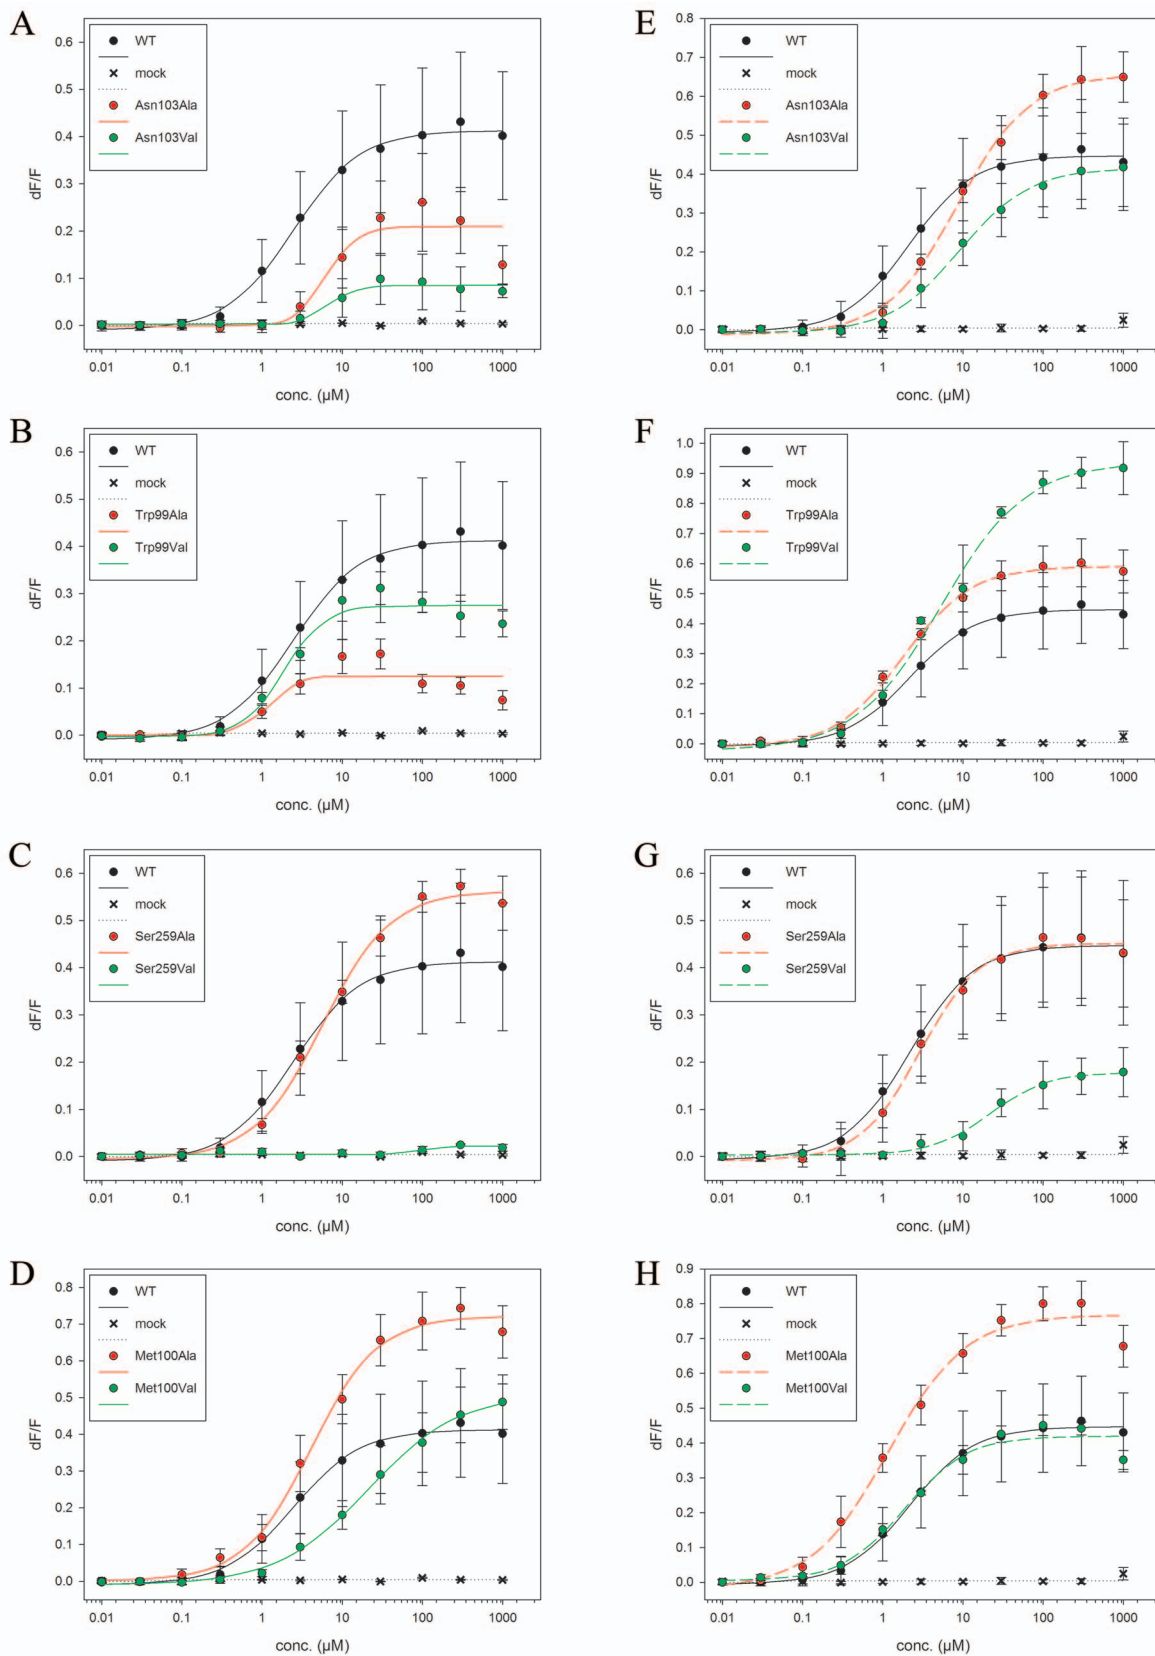 A
WT
mock
Asn103Ala
Asn103Val
0.6
0.5
0.4
0.3
0.2
0.1
0.0
dF/F
0.01 0.1 1 10 100 1000
conc. (µM)
E
WT
mock
Asn103Ala
Asn103Val
0.8
0.7
0.6
0.5
0.4
0.3
0.2
0.1
0.0
dF/F
0.01 0.1 1 10 100 1000
conc. (µM)
B
WT
mock
Trp99Ala
Trp99Val
0.6
0.5
0.4
0.3
0.2
0.1
0.0
dF/F
0.01 0.1 1 10 100 1000
conc. (µM)
F
WT
mock
Trp99Ala
Trp99Val
1.0
0.9
0.8
0.7
0.6
0.5
0.4
0.3
0.2
0.1
0.0
dF/F
0.01 0.1 1 10 100 1000
conc. (µM)
C
WT
mock
Ser259Ala
Ser259Val
0.6
0.5
0.4
0.3
0.2
0.1
0.0
dF/F
0.01 0.1 1 10 100 1000
conc. (µM)
G
WT
mock
Ser259Ala
Ser259Val
0.6
0.5
0.4
0.3
0.2
0.1
0.0
dF/F
0.01 0.1 1 10 100 1000
conc. (µM)
D
WT
mock
Met100Ala
Met100Val
0.8
0.7
0.6
0.5
0.4
0.3
0.2
0.1
0.0
dF/F
0.01 0.1 1 10 100 1000
conc. (µM)
H
WT
mock
Met100Ala
Met100Val
0.9
0.8
0.7
0.6
0.5
0.4
0.3
0.2
0.1
0.0
dF/F
0.01 0.1 1 10 100 1000
conc. (µM)